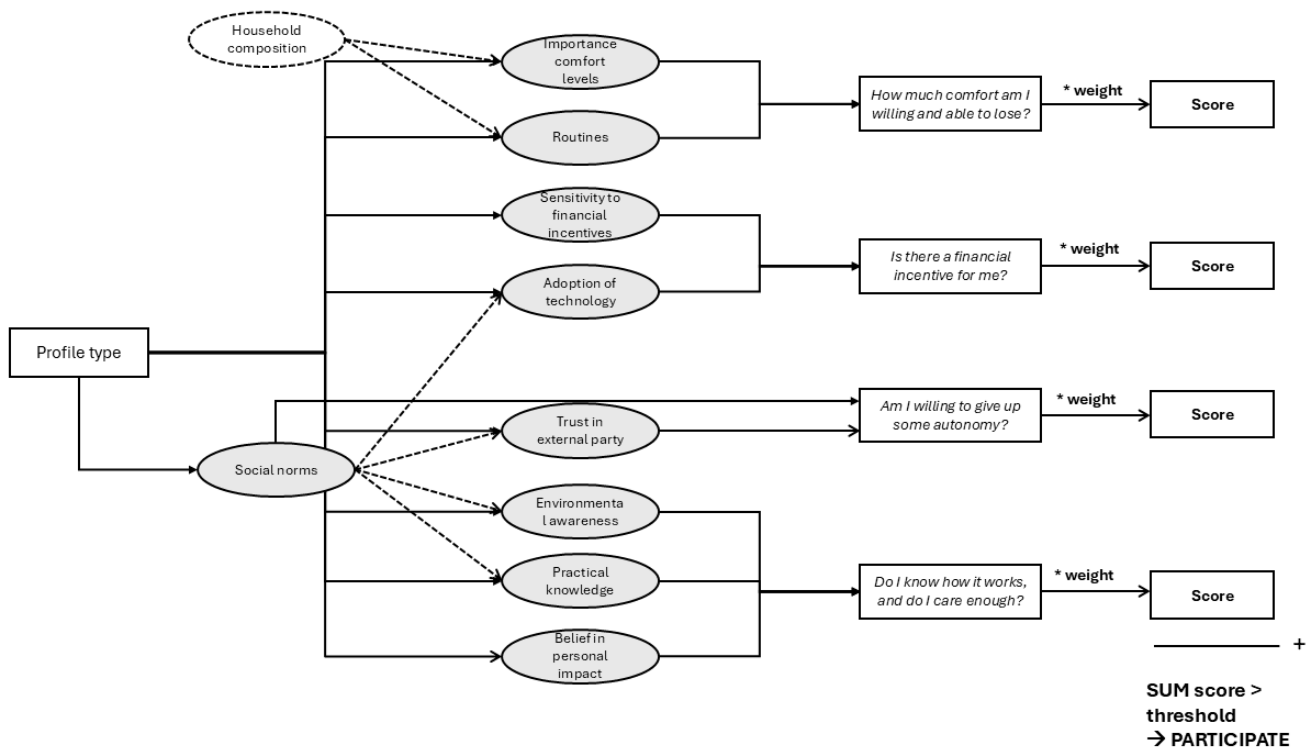 Household
composition
Importance
comfort
levels
How much comfort am I
willing and able to lose?
* weight
Score
Routines
Sensitivity to
financial
incentives
Is there a financial
incentive for me?
* weight
Score
Adoption of
technology
Profile type
Am I willing to give up
some autonomy?
* weight
Score
Trust in
external party
Social norms
Environmenta
l awareness
Practical
knowledge
Do I know how it works,
and do I care enough?
* weight
Score
Belief in
personal
impact
+
SUM score >
threshold
→ PARTICIPATE